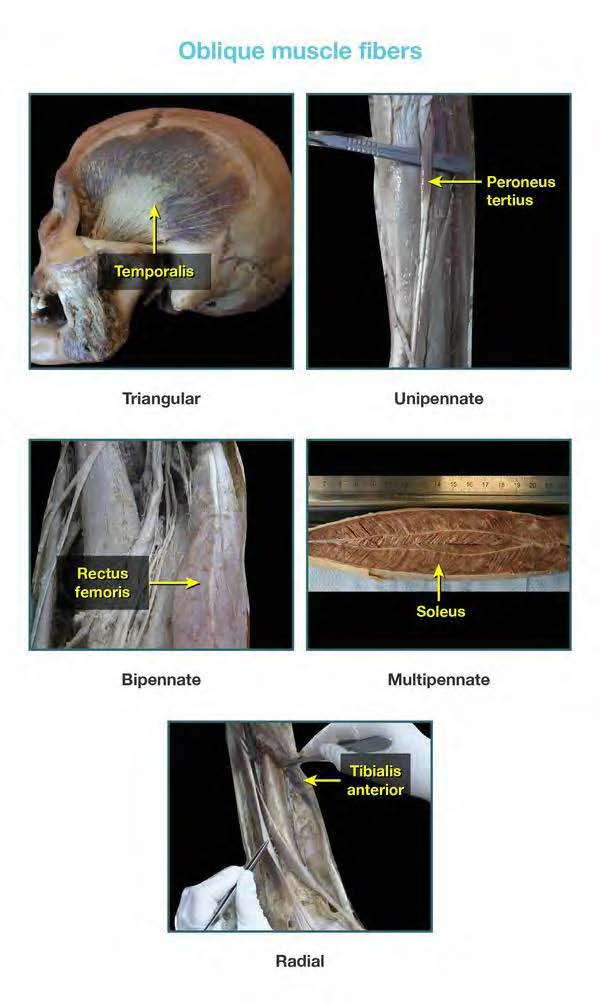 Oblique muscle fibers
Temporalis
Peroneus
tertius
Triangular
Unipennate
Rectus
femoris
Soleus
Bipennate
Multipennate
Tibialis
anterior
Radial